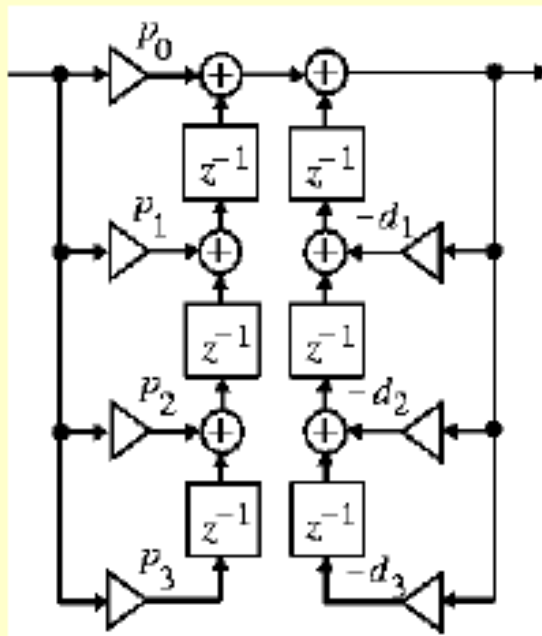 p₀
+ +
z⁻¹ z⁻¹
p₁ + + -d₁
z⁻¹ z⁻¹
p₂ + + -d₂
z⁻¹ z⁻¹
p₃ -d₃